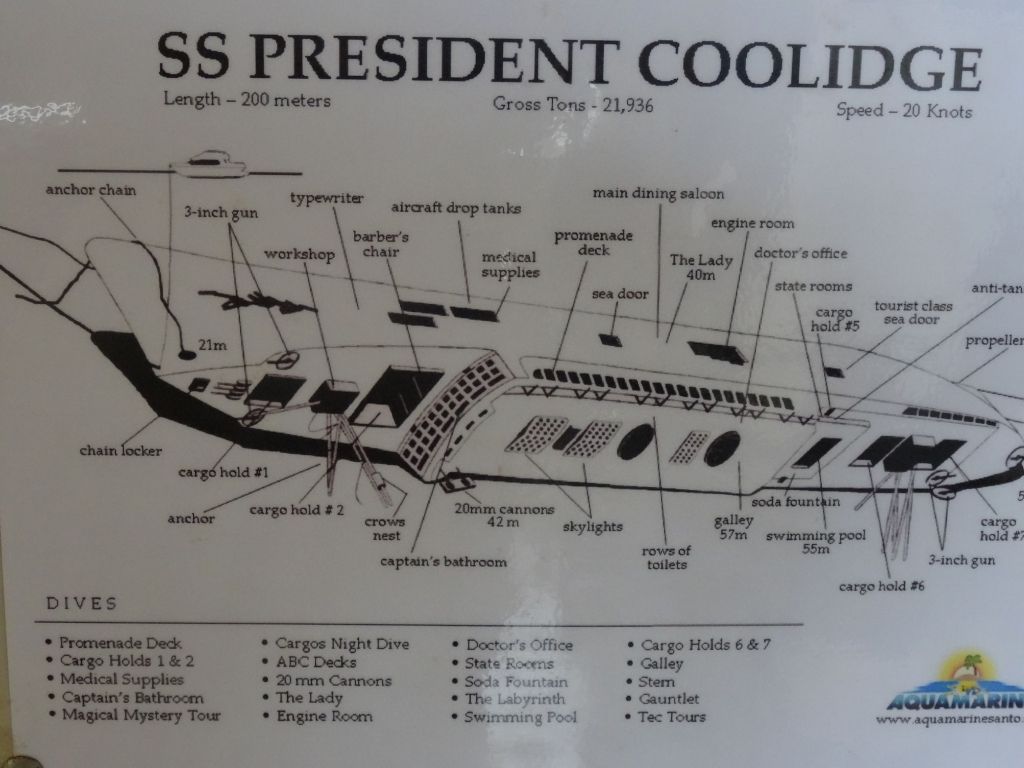 SS PRESIDENT COOLIDGE
Length – 200 meters
Gross Tons - 21,936
Speed – 20 Knots
anchor chain
3-inch gun
typewriter
aircraft drop tanks
main dining saloon
workshop
barber's
chair
medical
supplies
promenade
deck
engine room
The Lady
40m
doctor's office
sea door
state rooms
cargo
hold #5
tourist class
sea door
21m
chain locker
cargo hold #1
anchor
cargo hold # 2
crows
nest
captain's bathroom
20mm cannons
42 m
skylights
rows of
toilets
galley
57m
soda fountain
swimming pool
55m
cargo hold #6
3-inch gun
cargo
DIVES
• Promenade Deck
• Cargo Holds 1 & 2
• Medical Supplies
• Captain's Bathroom
• Magical Mystery Tour
• Cargos Night Dive
• ABC Decks
• 20 mm Cannons
• The Lady
• Engine Room
• Doctor's Office
• State Rooms
• Soda Fountain
• The Labyrinth
• Swimming Pool
• Cargo Holds 6 & 7
• Galley
• Stern
• Gauntlet
• Tec Tours